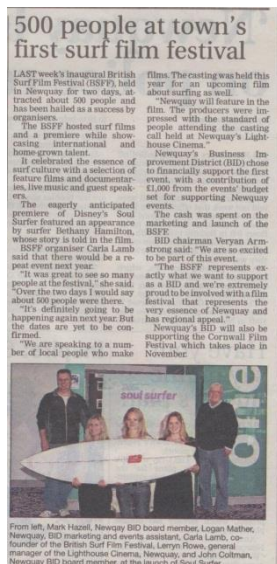 500 people at town's
first surf film festival
LAST week's inaugural British
Surf Film Festival (BSFF), held
in Newquay for two days, at-
tracted about 500 people and
has been hailed as a success by
organisers.
The BSFF hosted surf films
and a premiere while show-
casing international and
home-grown talent.
It celebrated the essence of
surf culture with a selection of
feature films and documentar-
ies, live music and guest speak-
ers.
The eagerly anticipated
premiere of Disney's Soul
Surfer featured an appearance
by surfer Bethany Hamilton,
whose story is told in the film.
BSFF organiser Carla Lamb
said that there would be a re-
peat event next year.
"It was great to see so many
people at the festival," she said.
"Over the two days I would say
about 500 people were there.
"It's definitely going to be
happening again next year. But
the dates are yet to be con-
firmed.
"We are speaking to a num-
ber of local people who make
films. The casting was held this
year for an upcoming film
about surfing as well.
"Newquay will feature in the
film. The producers were im-
pressed with the standard of
people attending the casting
call held at Newquay's Light-
house Cinema."
Newquay's Business Im-
provement District (BID) chose
to financially support the first
event, with a contribution of
£1,000 from the events' budget
set for supporting Newquay
events.
The cash was spent on the
marketing and launch of the
BSFF.
BID chairman Veryan Arm-
strong said: "We are so excited
to be part of this event.
"The BSFF represents ex-
actly what we want to support
as a BID and we're extremely
proud to be involved with a film
festival that represents the
very essence of Newquay and
has regional appeal."
Newquay's BID will also be
supporting the Cornwall Film
Festival which takes place in
November.
soul surfer
From left, Mark Hazell, Newqay BID board member, Logan Mather,
Newquay, BID marketing and events assistant, Carla Lamb, co-
founder of the British Surf Film Festival, Lerryn Rowe, general
manager of the Lighthouse Cinema, Newquay, and John Coltman,
Newquay BID board member, at the launch of Soul Surfer